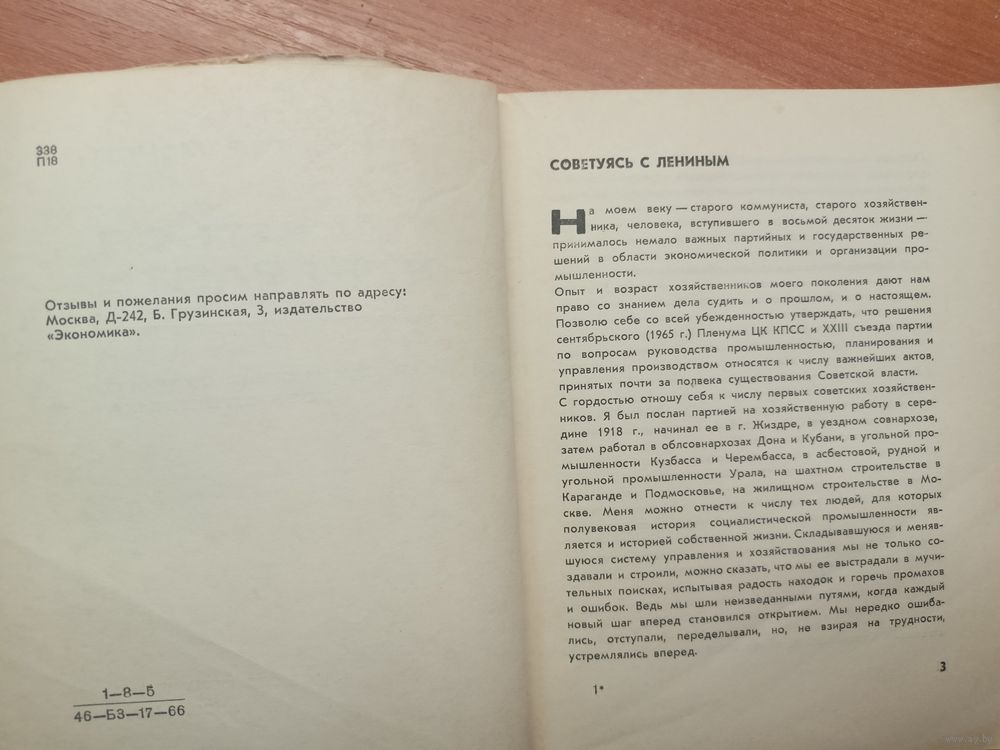 338
П18
Отзывы и пожелания просим направлять по адресу:
Москва, Д-242, Б. Грузинская, 3, издательство
«Экономика».
1—8—5
46—БЗ—17—66
СОВЕТУЯСЬ С ЛЕНИНЫМ
На моем веку — старого коммуниста, старого хозяйствен-
ника, человека, вступившего в восьмой десяток жизни —
принималось немало важных партийных и государственных ре-
шений в области экономической политики и организации про-
мышленности.
Опыт и возраст хозяйственников моего поколения дают нам
право со знанием дела судить и о прошлом, и о настоящем.
Позволю себе со всей убежденностью утверждать, что решения
сентябрьского (1965 г.) Пленума ЦК КПСС и XXIII съезда партии
по вопросам руководства промышленностью, планирования и
управления производством относятся к числу важнейших актов,
принятых почти за полвека существования Советской власти.
С гордостью отношу себя к числу первых советских хозяйствен-
ников. Я был послан партией на хозяйственную работу в сере-
дине 1918 г., начинал ее в г. Жиздре, в уездном совнархозе,
затем работал в облсовнархозах Дона и Кубани, в угольной про-
мышленности Кузбасса и Черембасса, в асбестовой, рудной и
угольной промышленности Урала, на шахтном строительстве в
Караганде и Подмосковье, на жилищном строительстве в Мо-
скве. Меня можно отнести к числу тех людей, для которых
полувековая история социалистической промышленности яв-
ляется и историей собственной жизни. Складывавшуюся и меняв-
шуюся систему управления и хозяйствования мы не только со-
здавали и строили, можно сказать, что мы ее выстрадали в мучи-
тельных поисках, испытывая радость находок и горечь промахов
и ошибок. Ведь мы шли неизведанными путями, когда каждый
новый шаг вперед становился открытием. Мы нередко ошиба-
лись, отступали, переделывали, но, не взирая на трудности,
устремлялись вперед.
3
1*
www.ay.by